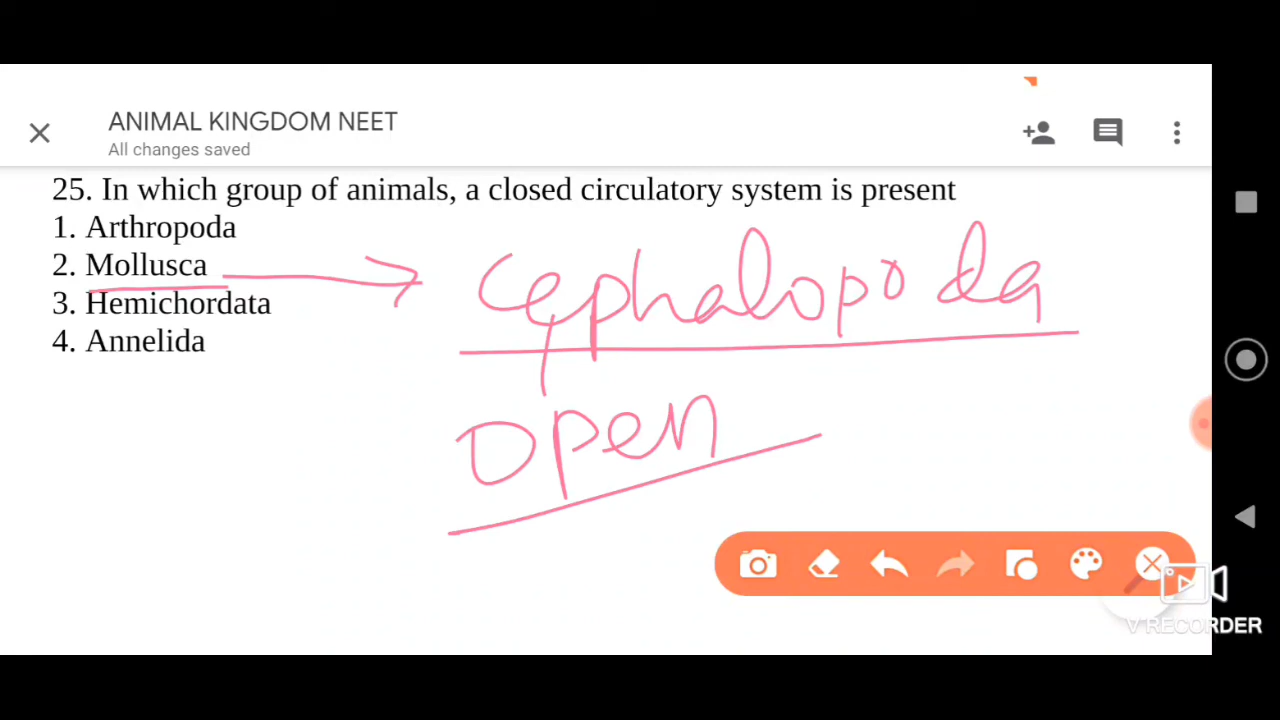 ANIMAL KINGDOM NEET
All changes saved
25. In which group of animals, a closed circulatory system is present
1. Arthropoda
2. Mollusca
cephalopoda
3. Hemichordata
4. Annelida
open
V RECORDER